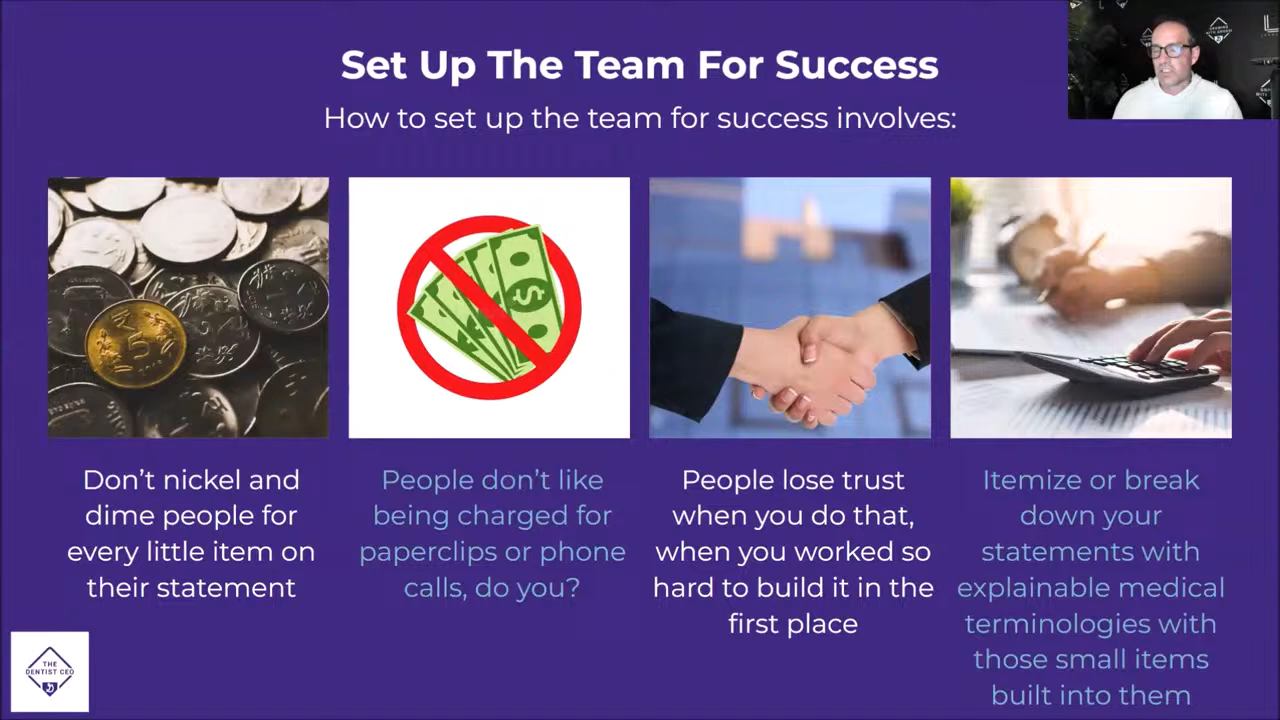 Set Up The Team For Success
How to set up the team for success involves:
Don’t nickel and
dime people for
every little item on
their statement
People don’t like
being charged for
paperclips or phone
calls, do you?
People lose trust
when you do that,
when you worked so
hard to build it in the
first place
Itemize or break
down your
statements with
explainable medical
terminologies with
those small items
built into them
THE
DENTIST CEO
₹
5
$